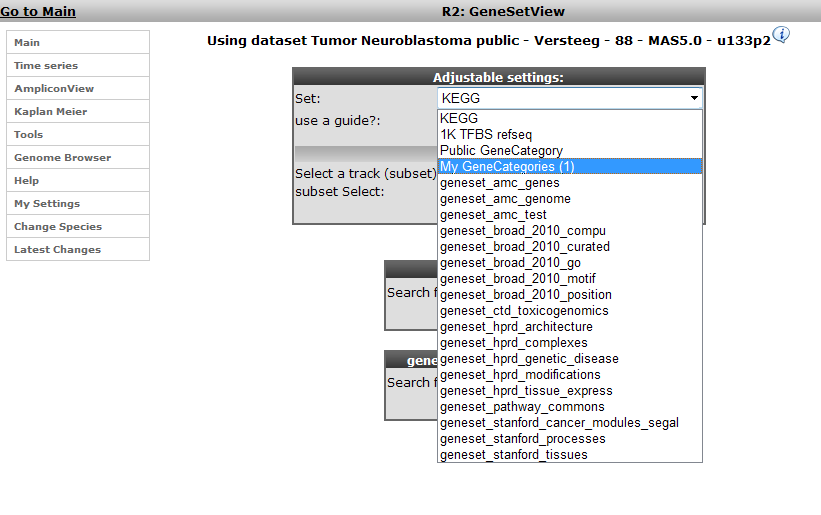 Go to Main
R2: GeneSetView
Main
Time series
AmpliconView
Kaplan Meier
Tools
Genome Browser
Help
My Settings
Change Species
Latest Changes
Using dataset Tumor Neuroblastoma public - Versteeg - 88 - MAS5.0 - u133p2 i
Adjustable settings:
Set: KEGG
use a guide?:
Select a track (subset)
subset Select:
KEGG
1K TFBS refseq
Public GeneCategory
My GeneCategories (1)
geneset_amc_genes
geneset_amc_genome
geneset_amc_test
geneset_broad_2010_compu
geneset_broad_2010_curated
geneset_broad_2010_go
geneset_broad_2010_motif
geneset_broad_2010_position
geneset_ctd_toxicogenomics
geneset_hprd_architecture
geneset_hprd_complexes
geneset_hprd_genetic_disease
geneset_hprd_modifications
geneset_hprd_tissue_express
geneset_pathway_commons
geneset_stanford_cancer_modules_segal
geneset_stanford_processes
geneset_stanford_tissues
Search f
gene
Search f